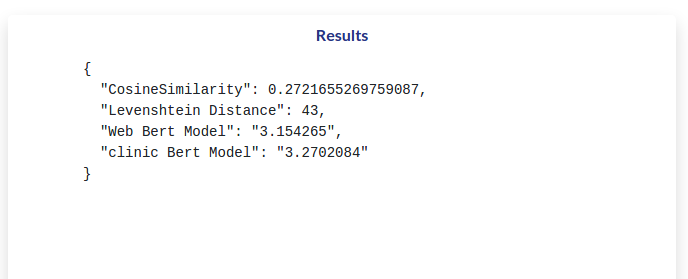 Results
{
"CosineSimilarity": 0.2721655269759087,
"Levenshtein Distance": 43,
"Web Bert Model": "3.154265",
"clinic Bert Model": "3.2702084"
}